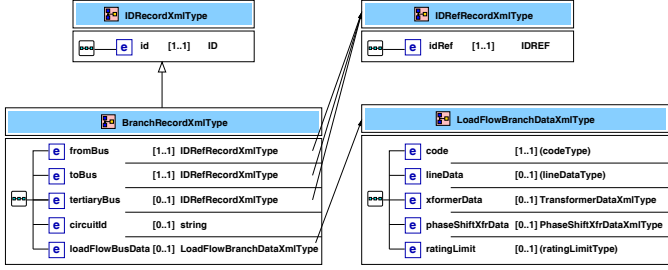 IDRecordXmlType
e id [1..1] ID
IDRefRecordXmlType
e idRef [1..1] IDREF
BranchRecordXmlType
e fromBus [1..1] IDRefRecordXmlType
e toBus [1..1] IDRefRecordXmlType
e tertiaryBus [0..1] IDRefRecordXmlType
e circuitId [0..1] string
e loadFlowBusData [0..1] LoadFlowBranchDataXmlType
LoadFlowBranchDataXmlType
e code [1..1] (codeType)
e lineData [0..1] (lineDataType)
e xformerData [0..1] TransformerDataXmlType
e phaseShiftXfrData [0..1] PhaseShiftXfrDataXmlType
e ratingLimit [0..1] (ratingLimitType)